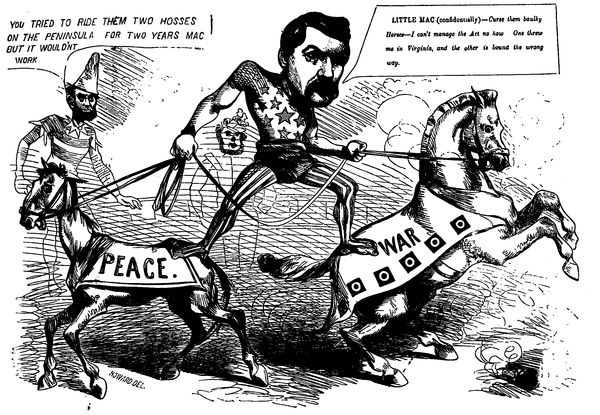 YOU TRIED TO RIDE THEM TWO HOSSES
ON THE PENINSULA FOR TWO YEARS MAC
BUT IT WOULDN'T
WORK
LITTLE MAC (confidentially)—Curse them baulky
Horses—I can't manage the Act no how One threw
me in Virginia, and the other is bound the wrong
way.
PEACE.
WAR
HOWARD DEL.